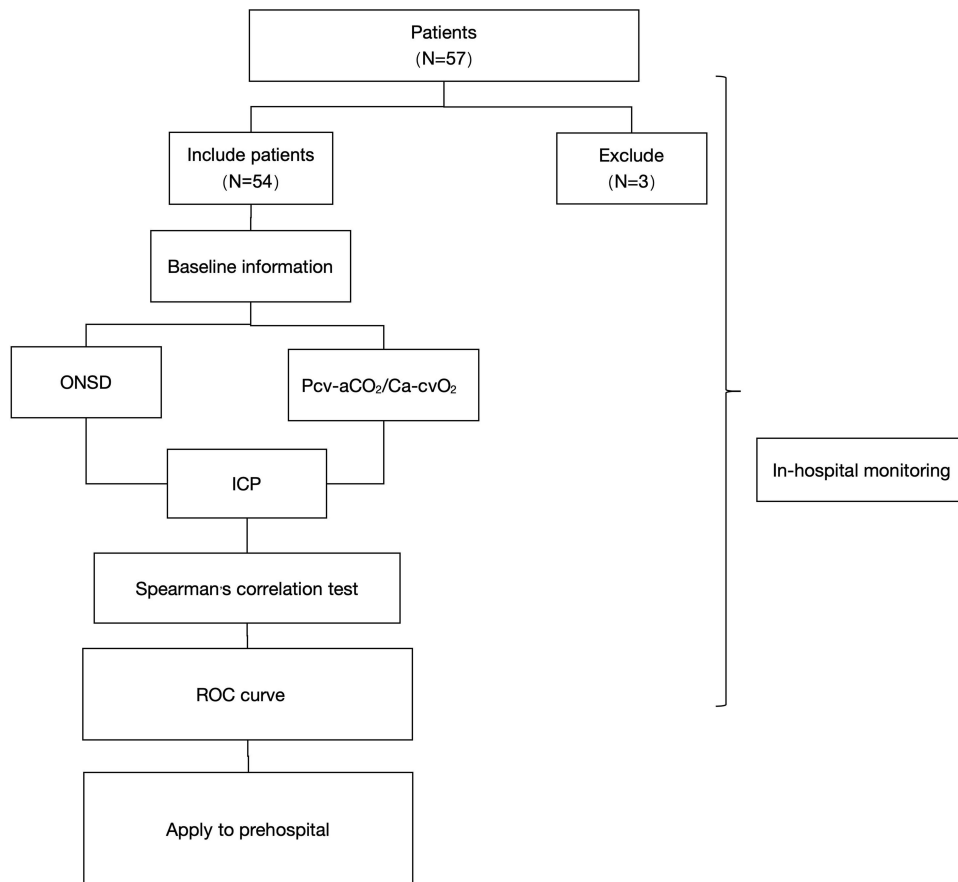 Patients
(N=57)
Include patients
(N=54)
Exclude
(N=3)
Baseline information
ONSD
Pcv-aCO₂/Ca-cvO₂
ICP
In-hospital monitoring
Spearman's correlation test
ROC curve
Apply to prehospital